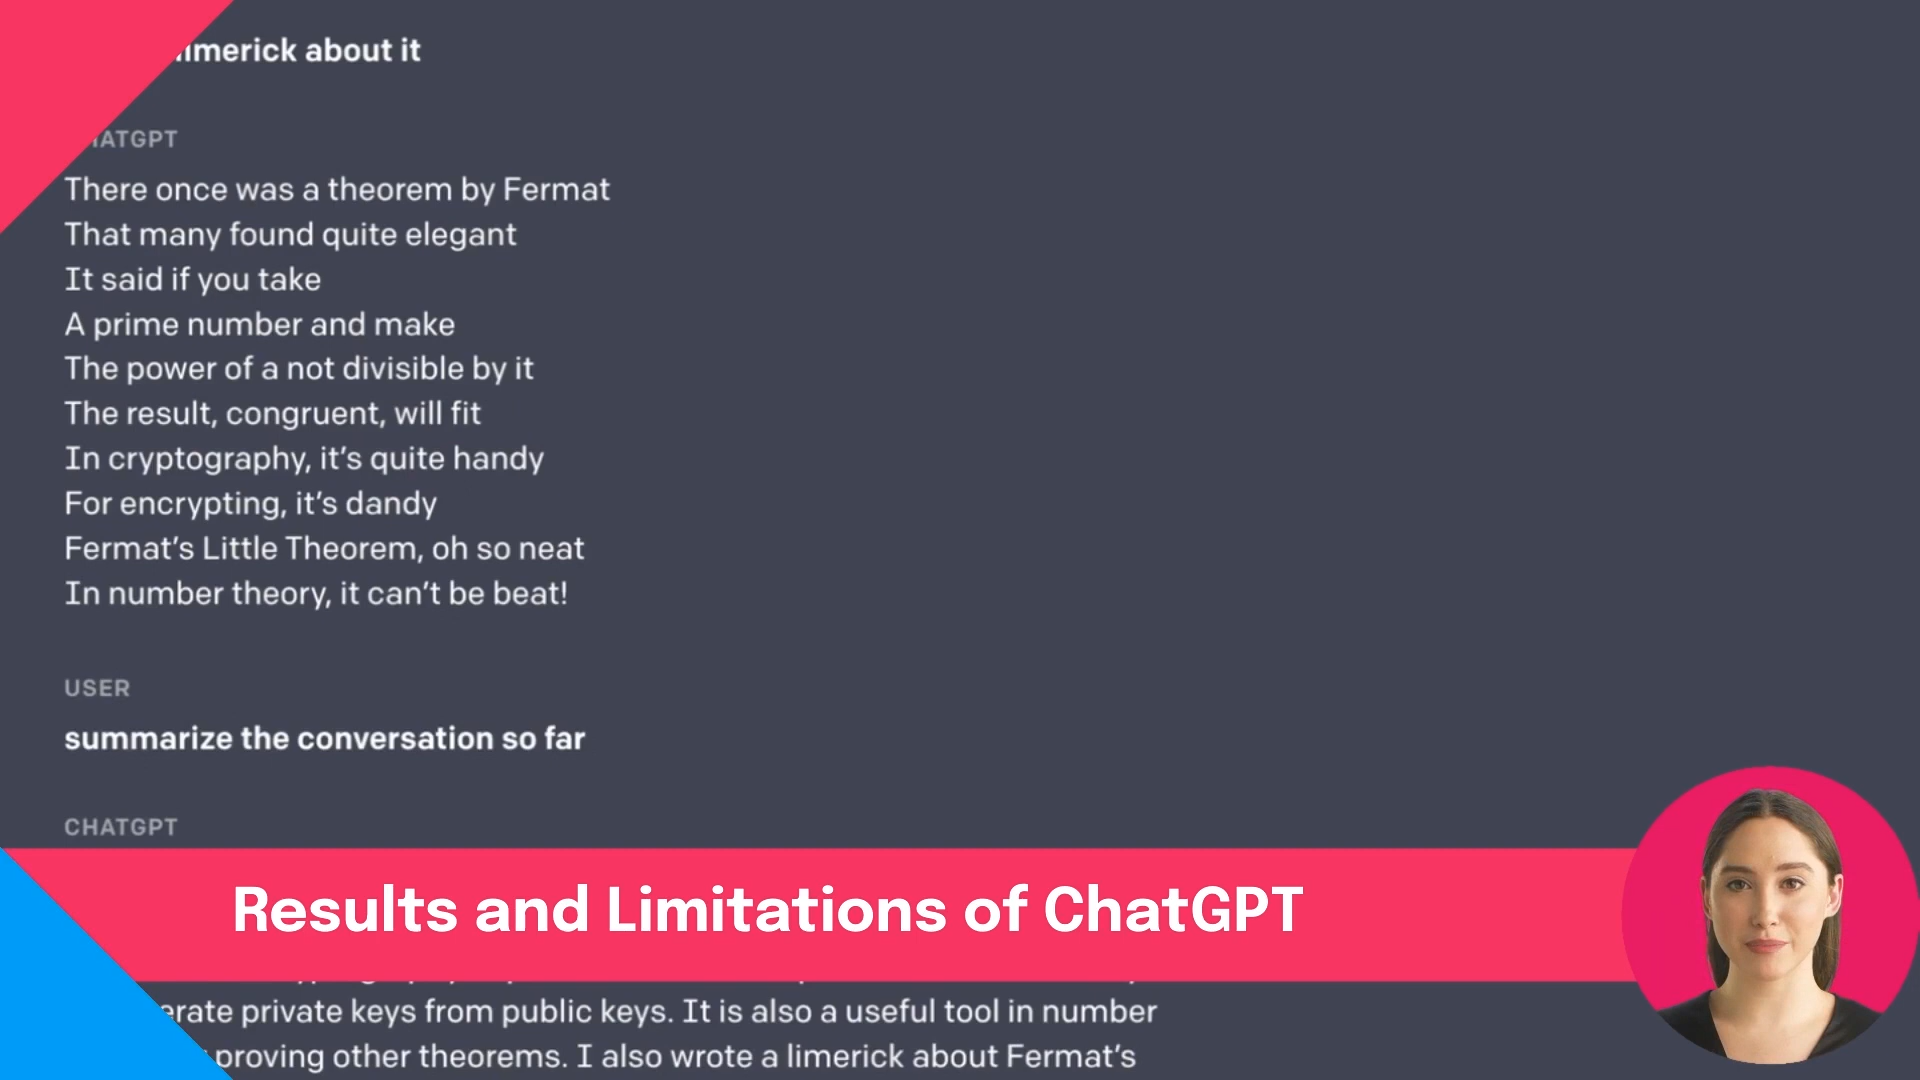 limerick about it
CHATGPT
There once was a theorem by Fermat
That many found quite elegant
It said if you take
A prime number and make
The power of a not divisible by it
The result, congruent, will fit
In cryptography, it’s quite handy
For encrypting, it’s dandy
Fermat’s Little Theorem, oh so neat
In number theory, it can’t be beat!
USER
summarize the conversation so far
CHATGPT
Results and Limitations of ChatGPT
erate private keys from public keys. It is also a useful tool in number
proving other theorems. I also wrote a limerick about Fermat’s